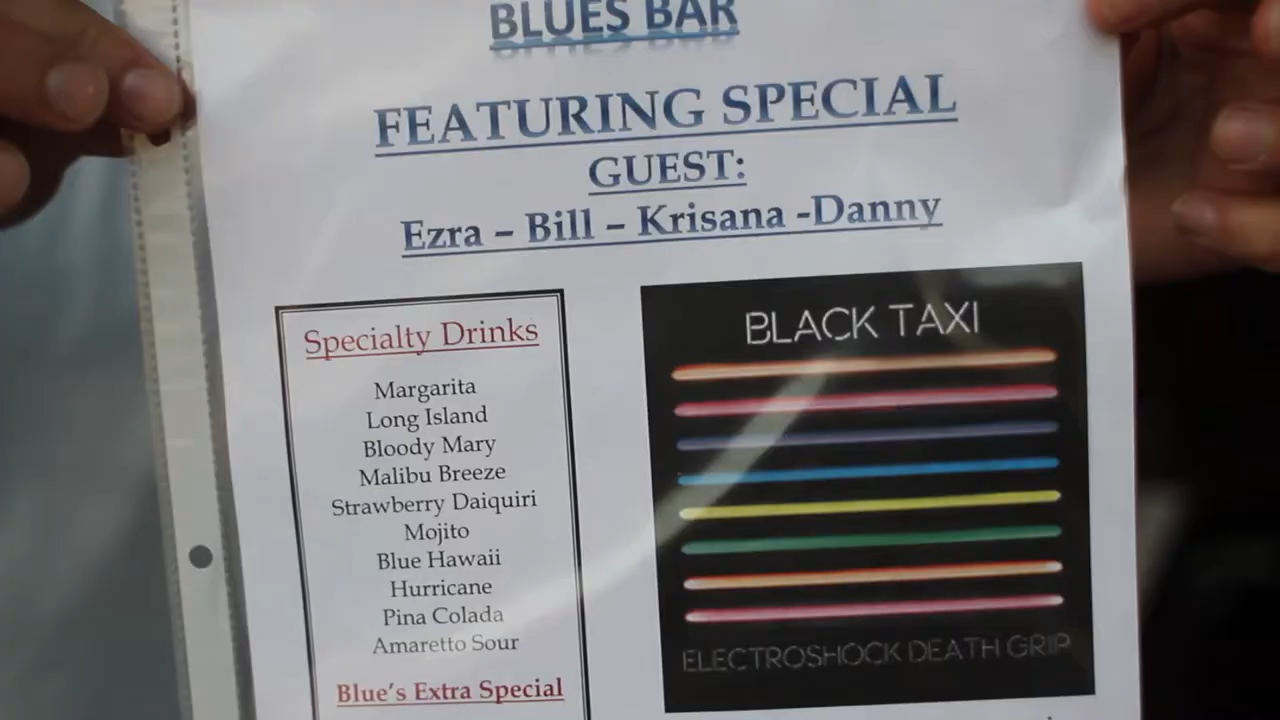 BLUES BAR
FEATURING SPECIAL
GUEST:
Ezra – Bill – Krisana -Danny
Specialty Drinks
Margarita
Long Island
Bloody Mary
Malibu Breeze
Strawberry Daiquiri
Mojito
Blue Hawaii
Hurricane
Pina Colada
Amaretto Sour
Blue's Extra Special
BLACK TAXI
ELECTROSHOCK DEATH GRIP